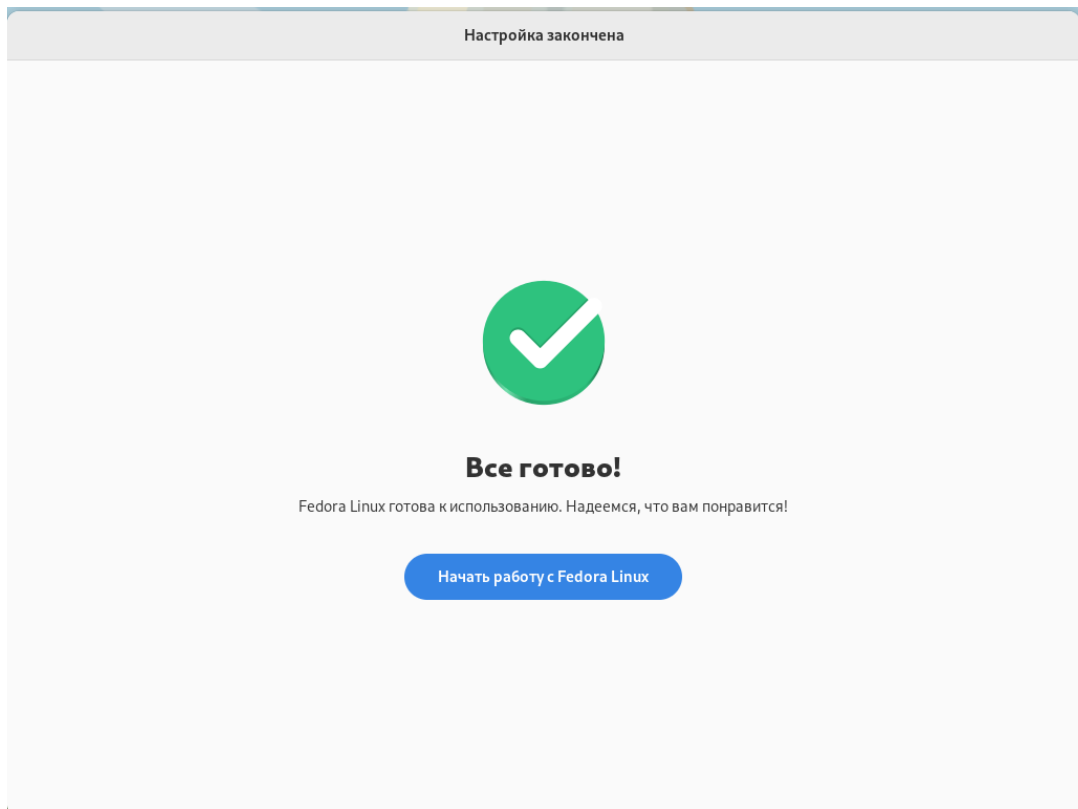 Настройка закончена
Все готово!
Fedora Linux готова к использованию. Надеемся, что вам понравится!
Начать работу с Fedora Linux